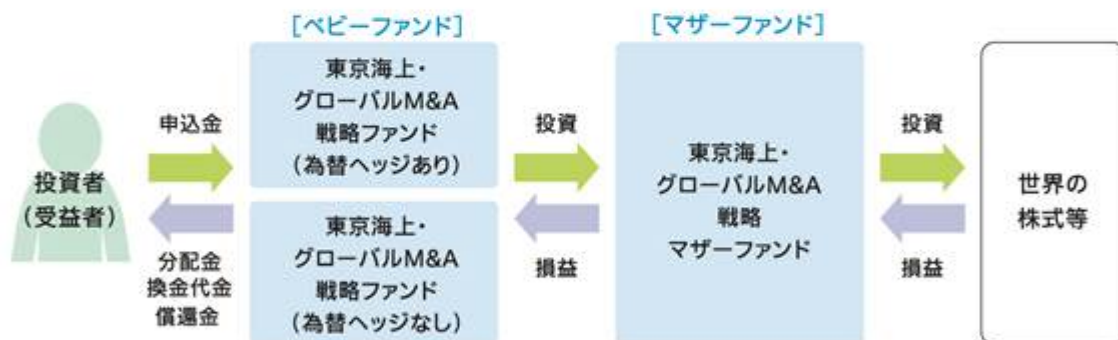 [ベビーファンド]
[マザーファンド]
投資者
(受益者)
申込金
分配金
換金代金
償還金
東京海上・
グローバルM&A
戦略ファンド
(為替ヘッジあり)
東京海上・
グローバルM&A
戦略ファンド
(為替ヘッジなし)
投資
損益
東京海上・
グローバルM&A
戦略
マザーファンド
投資
損益
世界の
株式等